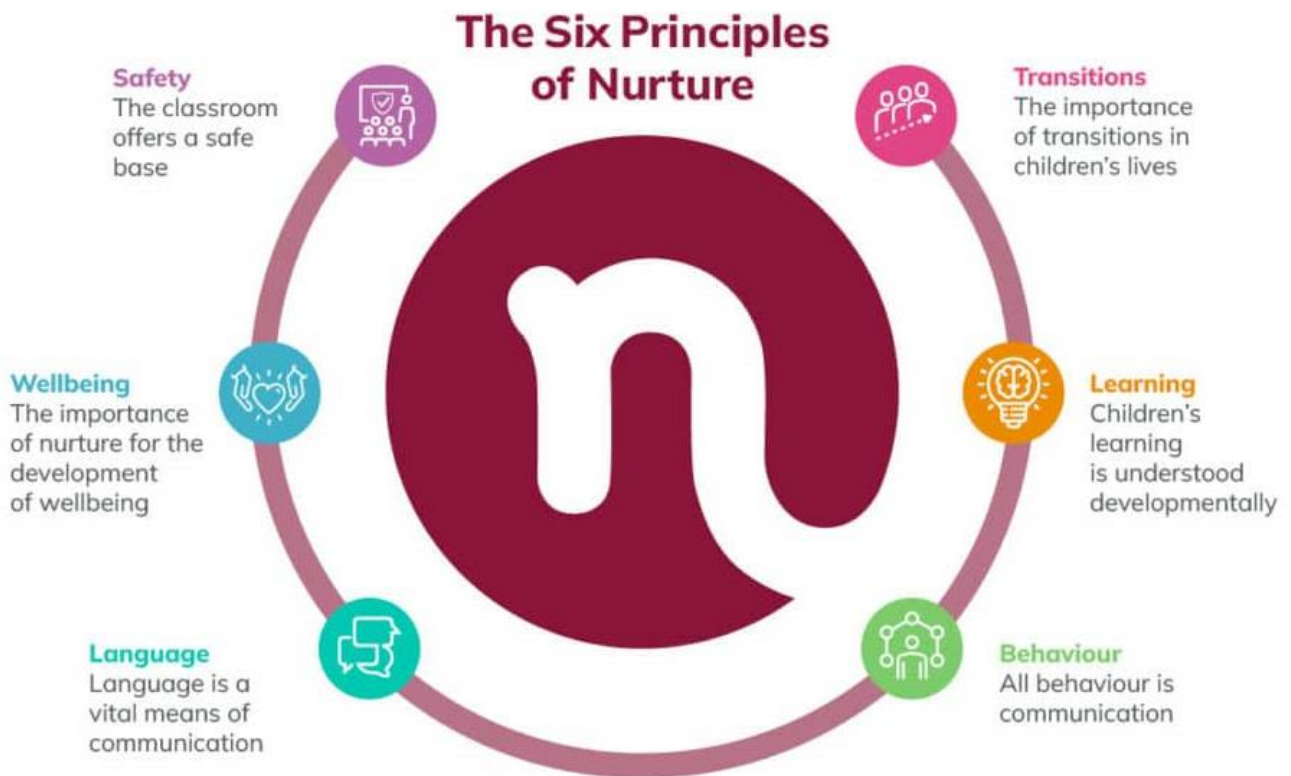 The Six Principles
of Nurture
Safety
The classroom
offers a safe
base
Transitions
The importance
of transitions in
children's lives
Wellbeing
The importance
of nurture for the
development
of wellbeing
Learning
Children's
learning
is understood
developmentally
Language
Language is a
vital means of
communication
Behaviour
All behaviour is
communication
n